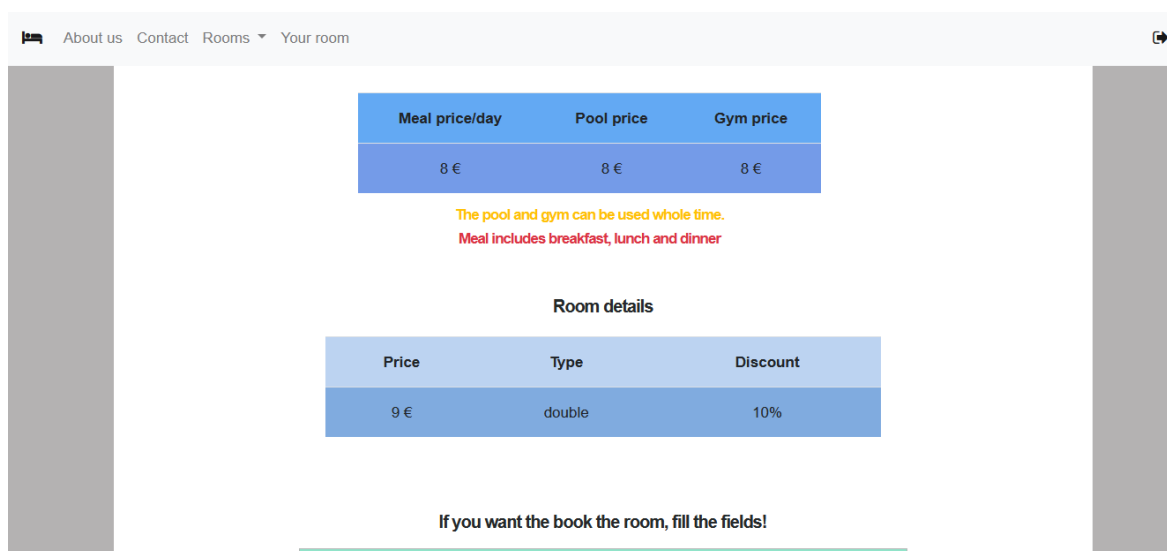 About us Contact Rooms Your room
Meal price/day Pool price Gym price
8 € 8 € 8 €
The pool and gym can be used whole time.
Meal includes breakfast, lunch and dinner
Room details
Price Type Discount
9 € double 10%
If you want the book the room, fill the fields!